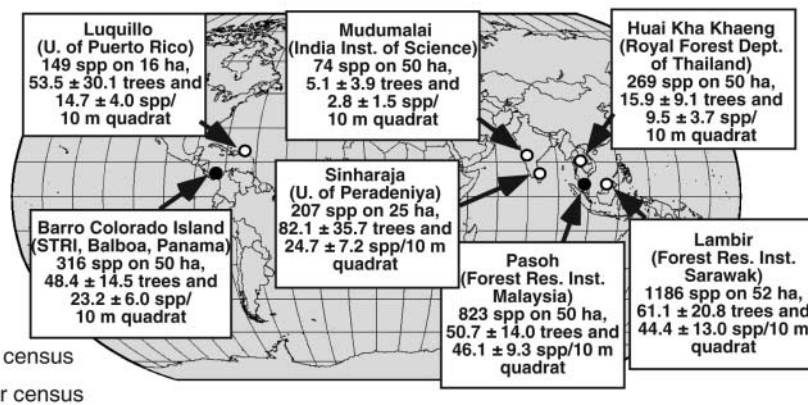 Luquillo
(U. of Puerto Rico)
149 spp on 16 ha,
53.5 ± 30.1 trees and
14.7 ± 4.0 spp/
10 m quadrat
Mudumalai
(India Inst. of Science)
74 spp on 50 ha,
5.1 ± 3.9 trees and
2.8 ± 1.5 spp/
10 m quadrat
Huai Kha Khaeng
(Royal Forest Dept.
of Thailand)
269 spp on 50 ha,
15.9 ± 9.1 trees and
9.5 ± 3.7 spp/
10 m quadrat
Sinharaja
(U. of Peradeniya)
207 spp on 25 ha,
82.1 ± 35.7 trees and
24.7 ± 7.2 spp/10 m
quadrat
Barro Colorado Island
(STRI, Balboa, Panama)
316 spp on 50 ha,
48.4 ± 14.5 trees and
23.2 ± 6.0 spp/
10 m quadrat
Pasoh
(Forest Res. Inst.
Malaysia)
823 spp on 50 ha,
50.7 ± 14.0 trees and
46.1 ± 9.3 spp/10 m
quadrat
Lambir
(Forest Res. Inst.
Sarawak)
1186 spp on 52 ha,
61.1 ± 20.8 trees and
44.4 ± 13.0 spp/10 m
quadrat
census
r census